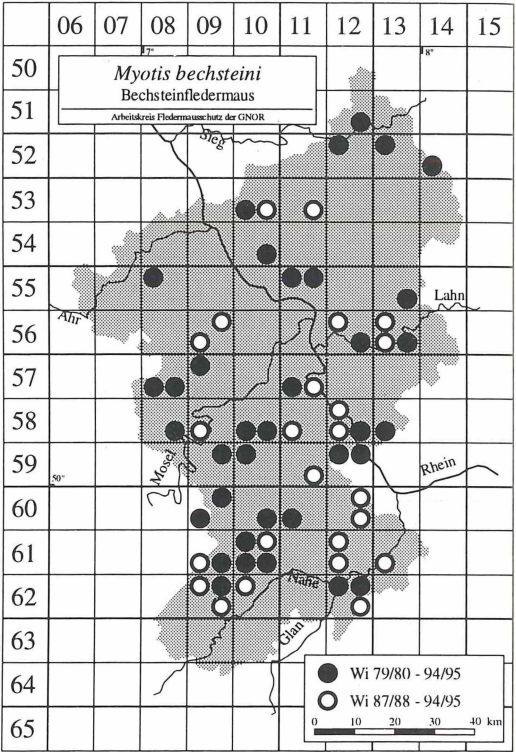 06 07 08 09 10 11 12 13 14 15
7° 8°
50
Myotis bechsteini
Bechsteinfledermaus
Arbeitskreis Fledermausschutz der GNOR
51
Sieg
52
53
54
55
Lahn
Ahr
56
57
58
Mosel
59
Rhein
50°
60
61
Nahe
62
Glan
63
Wi 79/80 - 94/95
64
Wi 87/88 - 94/95
0 10 20 30 40 km
65